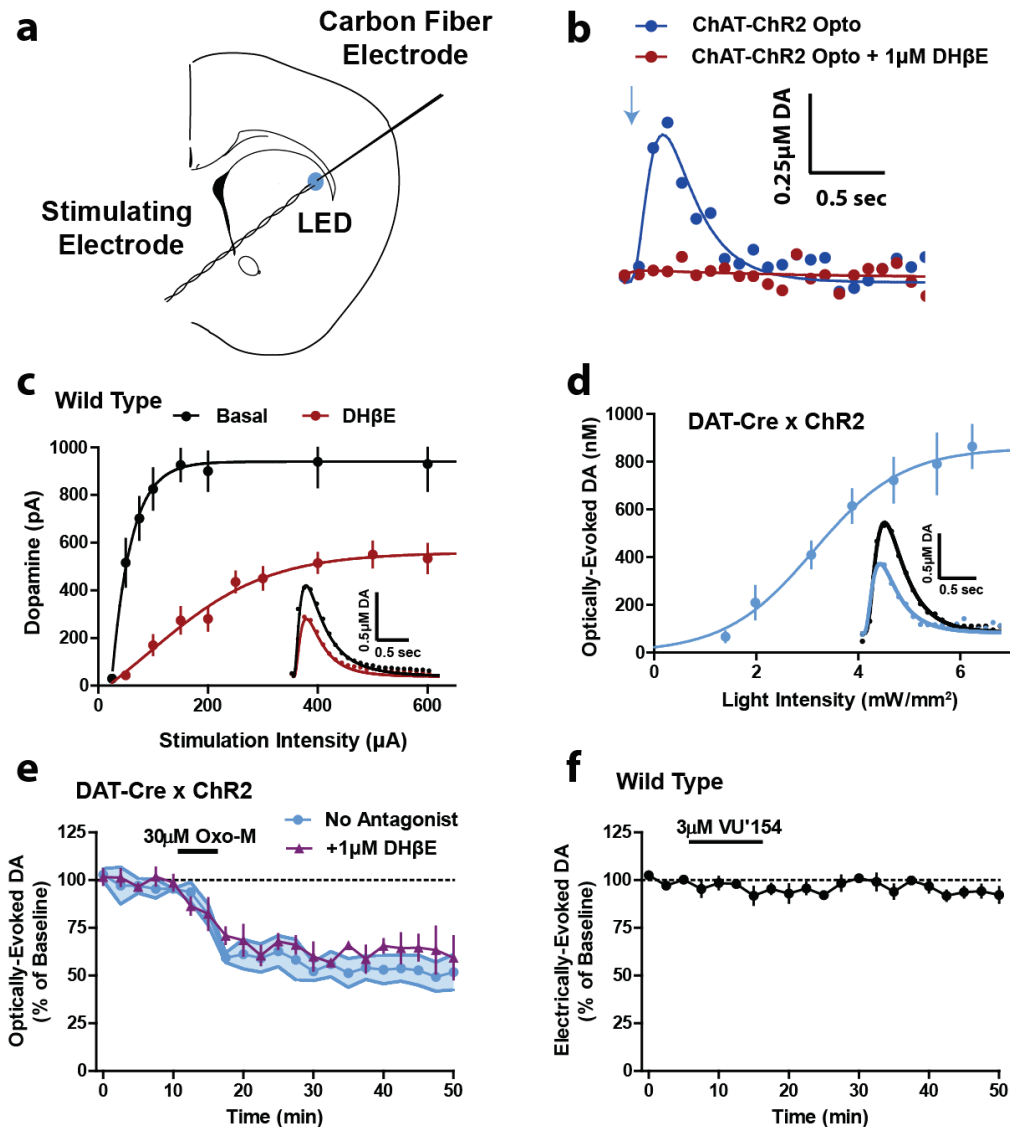 a
Carbon Fiber
Electrode
Stimulating
Electrode
LED
b
ChAT-ChR2 Opto
ChAT-ChR2 Opto + 1μM DHβE
0.25μM DA
0.5 sec
c
Wild Type
Basal
DHβE
Dopamine (pA)
1000
800
600
400
200
0
0.5μM DA
0.5 sec
0 200 400 600
Stimulation Intensity (μA)
d
DAT-Cre x ChR2
Optically-Evoked DA (nM)
1000
800
600
400
200
0
0.5μM DA
0.5 sec
0 2 4 6
Light Intensity (mW/mm²)
e
DAT-Cre x ChR2
No Antagonist
+1μM DHβE
30μM Oxo-M
Optically-Evoked DA
(% of Baseline)
125
100
75
50
25
0
0 10 20 30 40 50
Time (min)
f
Wild Type
3μM VU'154
Electrically-Evoked DA
(% of Baseline)
125
100
75
50
25
0
0 10 20 30 40 50
Time (min)